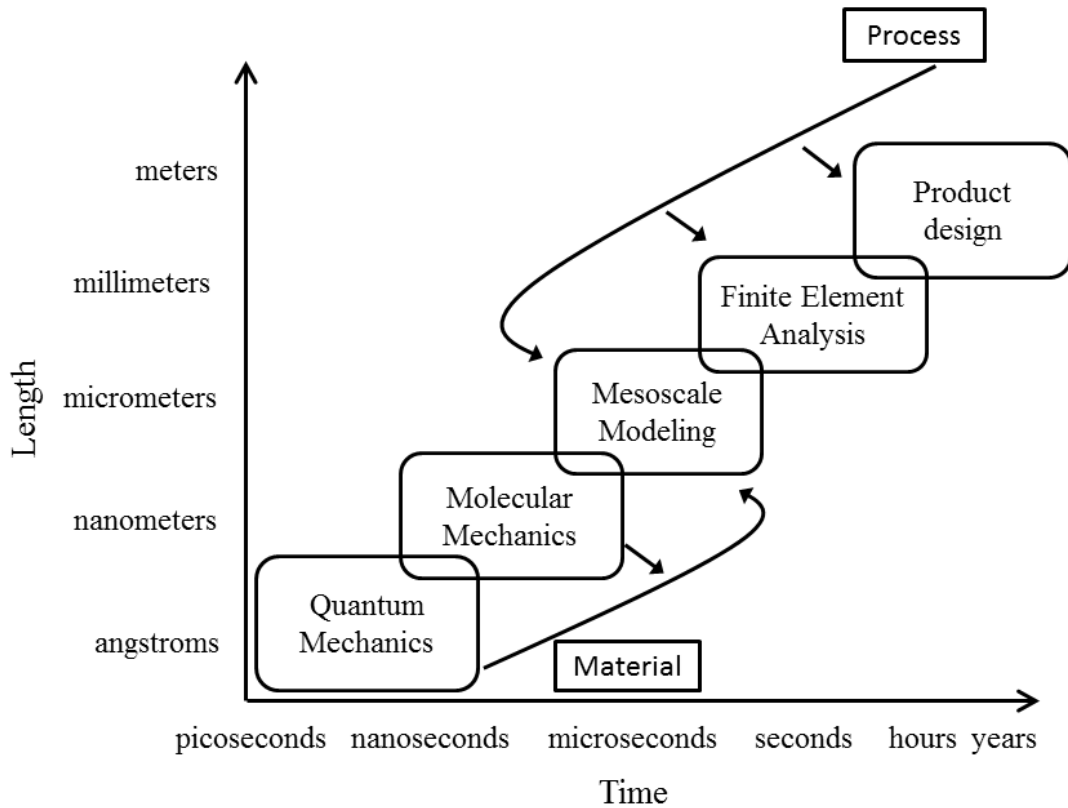 Process
meters
Product
design
millimeters
Finite Element
Analysis
Length
micrometers
Mesoscale
Modeling
nanometers
Molecular
Mechanics
angstroms
Quantum
Mechanics
Material
picoseconds nanoseconds microseconds seconds hours years
Time